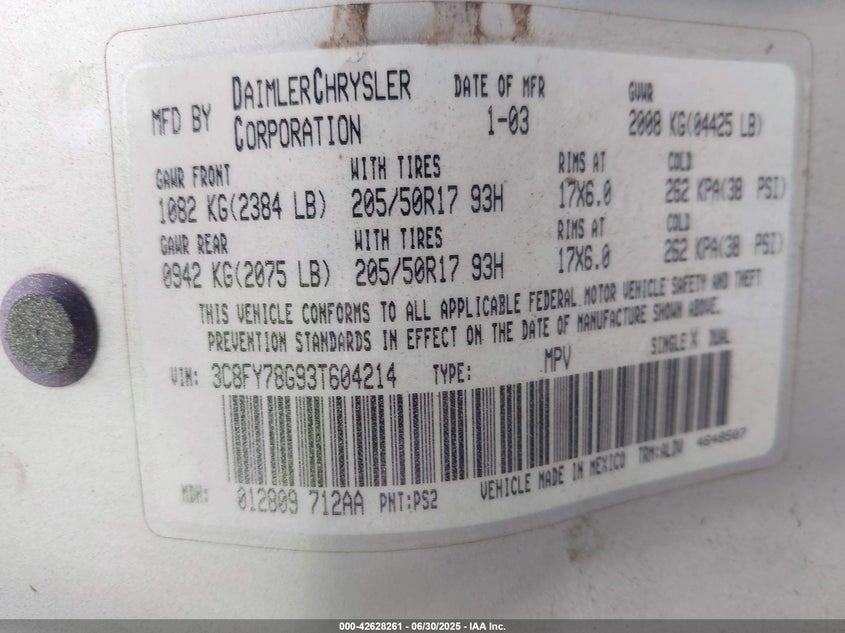 MFD BY DAIMLERCHRYSLER CORPORATION DATE OF MFR 1-03 GVWR 2008 KG(04425 LB)
GAWR FRONT WITH TIRES RIMS AT COLD
1082 KG(2384 LB) 205/50R17 93H 17X6.0 262 KPA(38 PSI)
GAWR REAR WITH TIRES RIMS AT COLD
0942 KG(2075 LB) 205/50R17 93H 17X6.0 262 KPA(38 PSI)
THIS VEHICLE CONFORMS TO ALL APPLICABLE FEDERAL MOTOR VEHICLE SAFETY AND THEFT
PREVENTION STANDARDS IN EFFECT ON THE DATE OF MANUFACTURE SHOWN ABOVE.
VIN: 3C8FY78G93T604214 TYPE: MPV SINGLE X DUAL
MDH: 012809 712AA PNT:PS2 VEHICLE MADE IN MEXICO TRM:ALDV 4648507
000-42628261 - 06/30/2025 - IAA Inc.